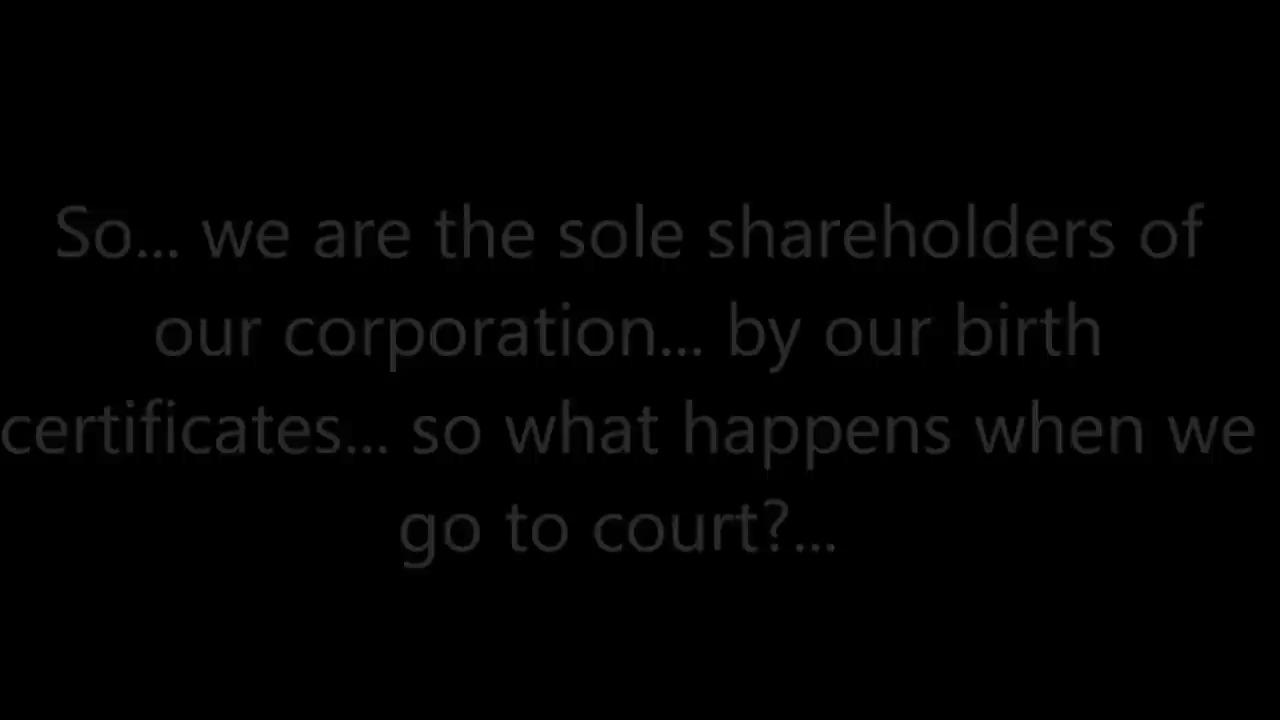 So... we are the sole shareholders of
our corporation... by our birth
certificates... so what happens when we
go to court?...